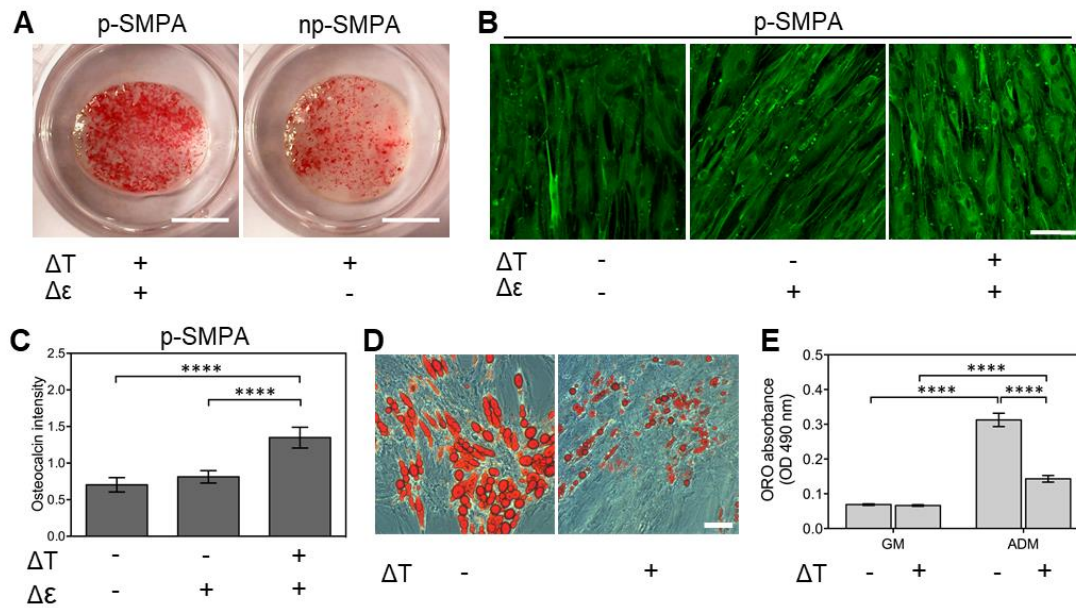 A
p-SMPA
np-SMPA
ΔT + +
Δε + -
B
p-SMPA
ΔT - - +
Δε - + +
C
p-SMPA
Osteocalcin intensity
2.5
2.0
1.5
1.0
0.5
0.0
****
****
ΔT - - +
Δε - + +
D
ΔT - +
E
ORO absorbance
(OD 490 nm)
0.5
0.4
0.3
0.2
0.1
0.0
****
**** ****
GM ADM
ΔT - + - +